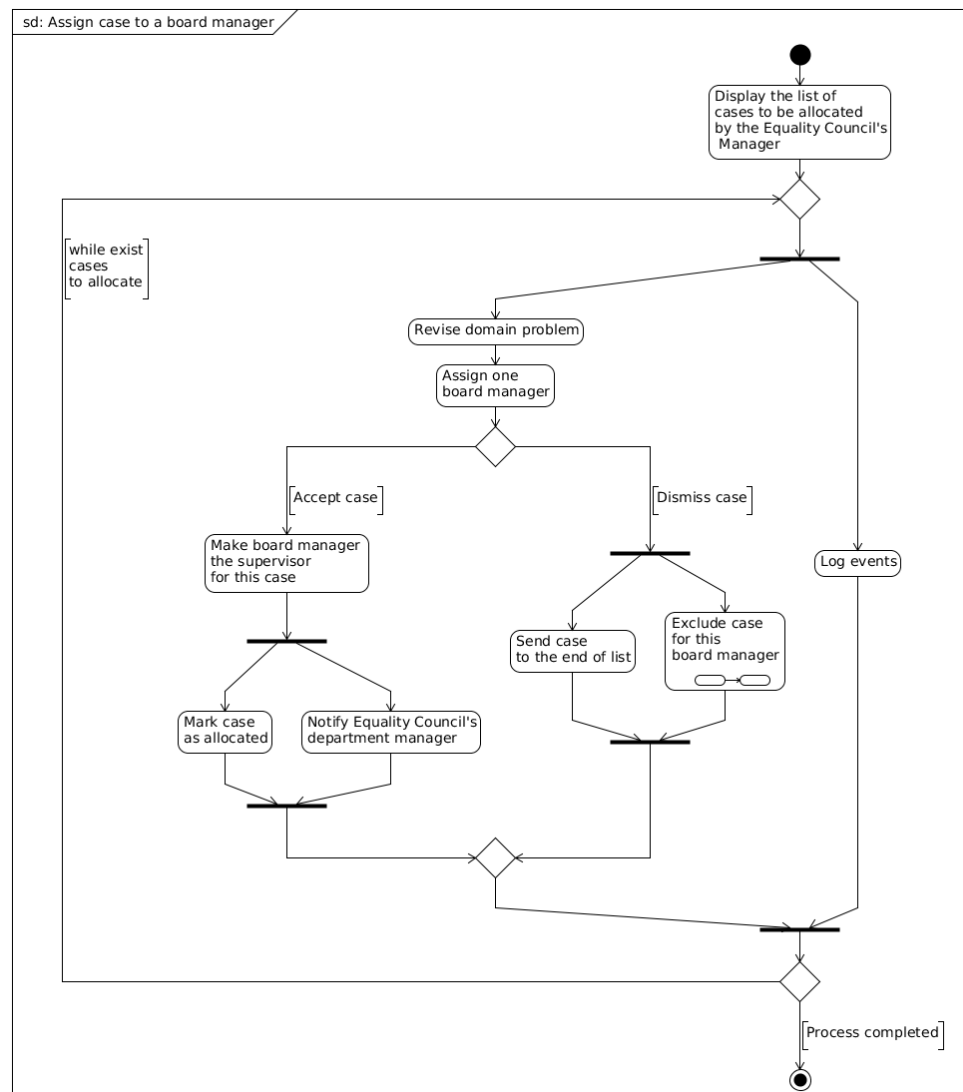 sd: Assign case to a board manager
Display the list of
cases to be allocated
by the Equality Council's
Manager
[while exist
cases
to allocate]
Revise domain problem
Assign one
board manager
[Accept case]
[Dismiss case]
Make board manager
the supervisor
for this case
Log events
Send case
to the end of list
Exclude case
for this
board manager
Mark case
as allocated
Notify Equality Council's
department manager
[Process completed]